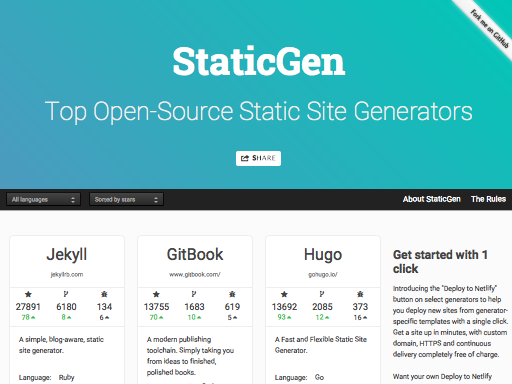 Fork me on GitHub
StaticGen
Top Open-Source Static Site Generators
SHARE
All languages
Sorted by stars
About StaticGen The Rules
Jekyll
jekyllrb.com
27891 6180 134
78 8 6
A simple, blog-aware, static
site generator.
Language: Ruby
GitBook
www.gitbook.com/
13755 1683 619
70 10 5
A modern publishing
toolchain. Simply taking you
from ideas to finished,
polished books.
Hugo
gohugo.io/
13692 2085 373
93 12 16
A Fast and Flexible Static Site
Generator.
Language: Go
Get started with 1
click
Introducing the "Deploy to Netlify"
button on select generators to help
you deploy new sites from generator-
specific templates with a single click.
Get a site up in minutes, with custom
domain, HTTPS and continuous
delivery completely free of charge.
Want your own Deploy to Netlify